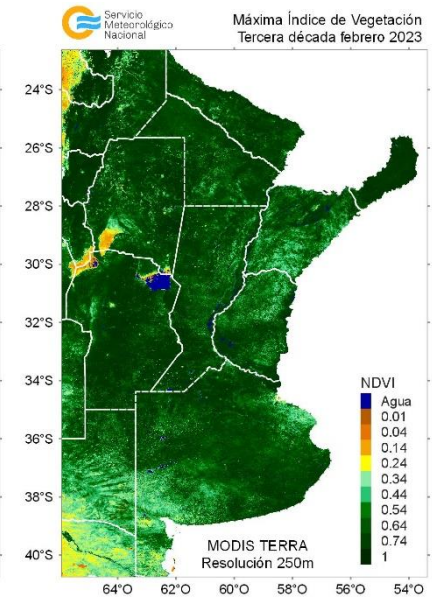 Servicio
Meteorológico
Nacional
Máxima Índice de Vegetación
Tercera década febrero 2023
24°S
26°S
28°S
30°S
32°S
34°S
36°S
38°S
40°S
NDVI
Agua
0.01
0.04
0.14
0.24
0.34
0.44
0.54
0.64
0.74
1
MODIS TERRA
Resolución 250m
64°O
62°O
60°O
58°O
56°O
54°O